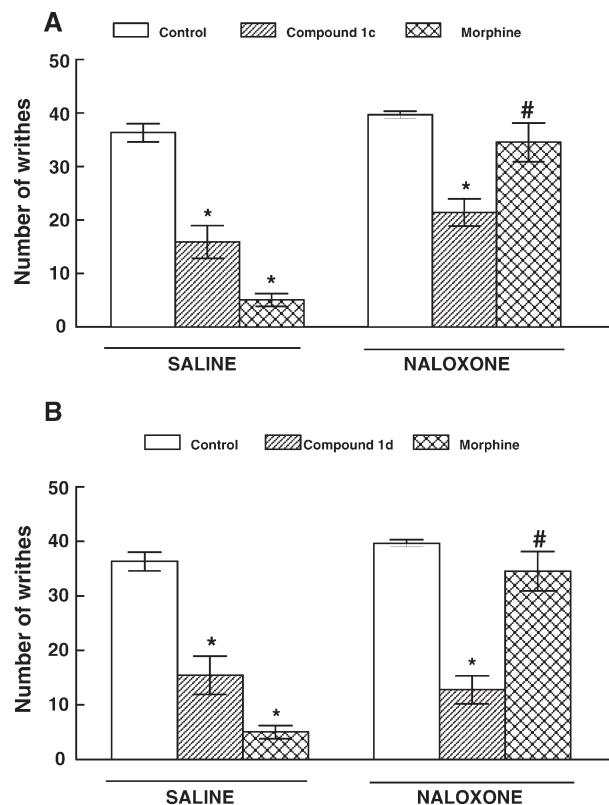 A
Control Compound 1c Morphine
Number of writhes
50
40
30
20
10
0
*
*
*
#
SALINE NALOXONE
B
Control Compound 1d Morphine
Number of writhes
50
40
30
20
10
0
*
*
*
#
SALINE NALOXONE